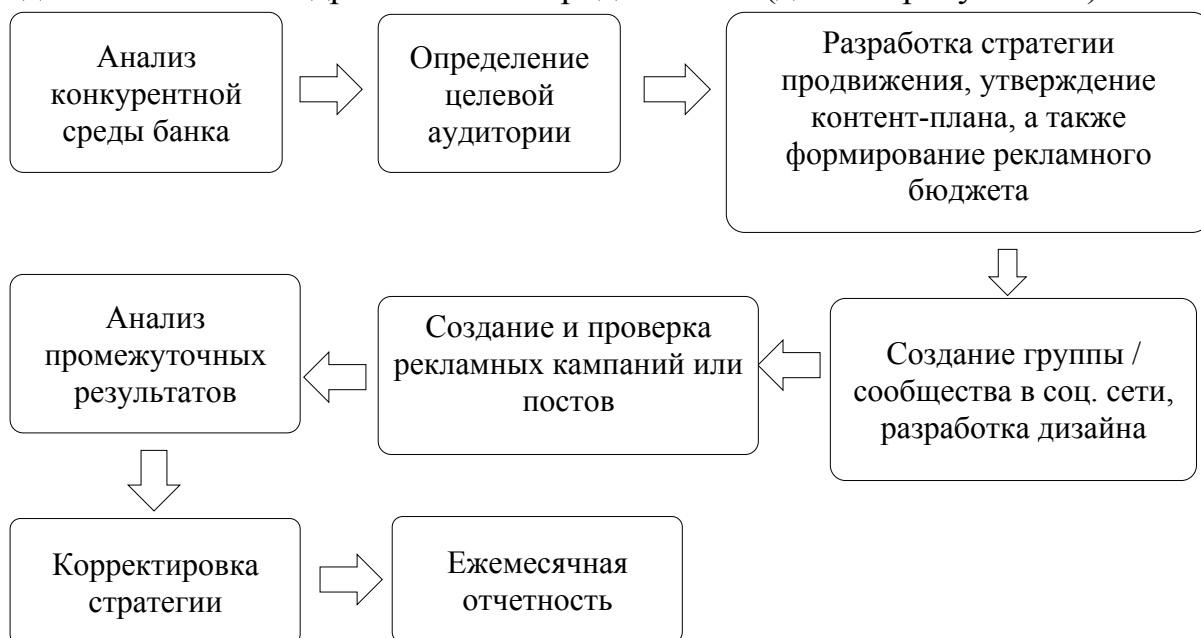 Анализ
конкурентной
среды банка
Определение
целевой
аудитории
Разработка стратегии
продвижения, утверждение
контент-плана, а также
формирование рекламного
бюджета
Создание группы /
сообщества в соц. сети,
разработка дизайна
Создание и проверка
рекламных кампаний или
постов
Анализ
промежуточных
результатов
Корректировка
стратегии
Ежемесячная
отчетность